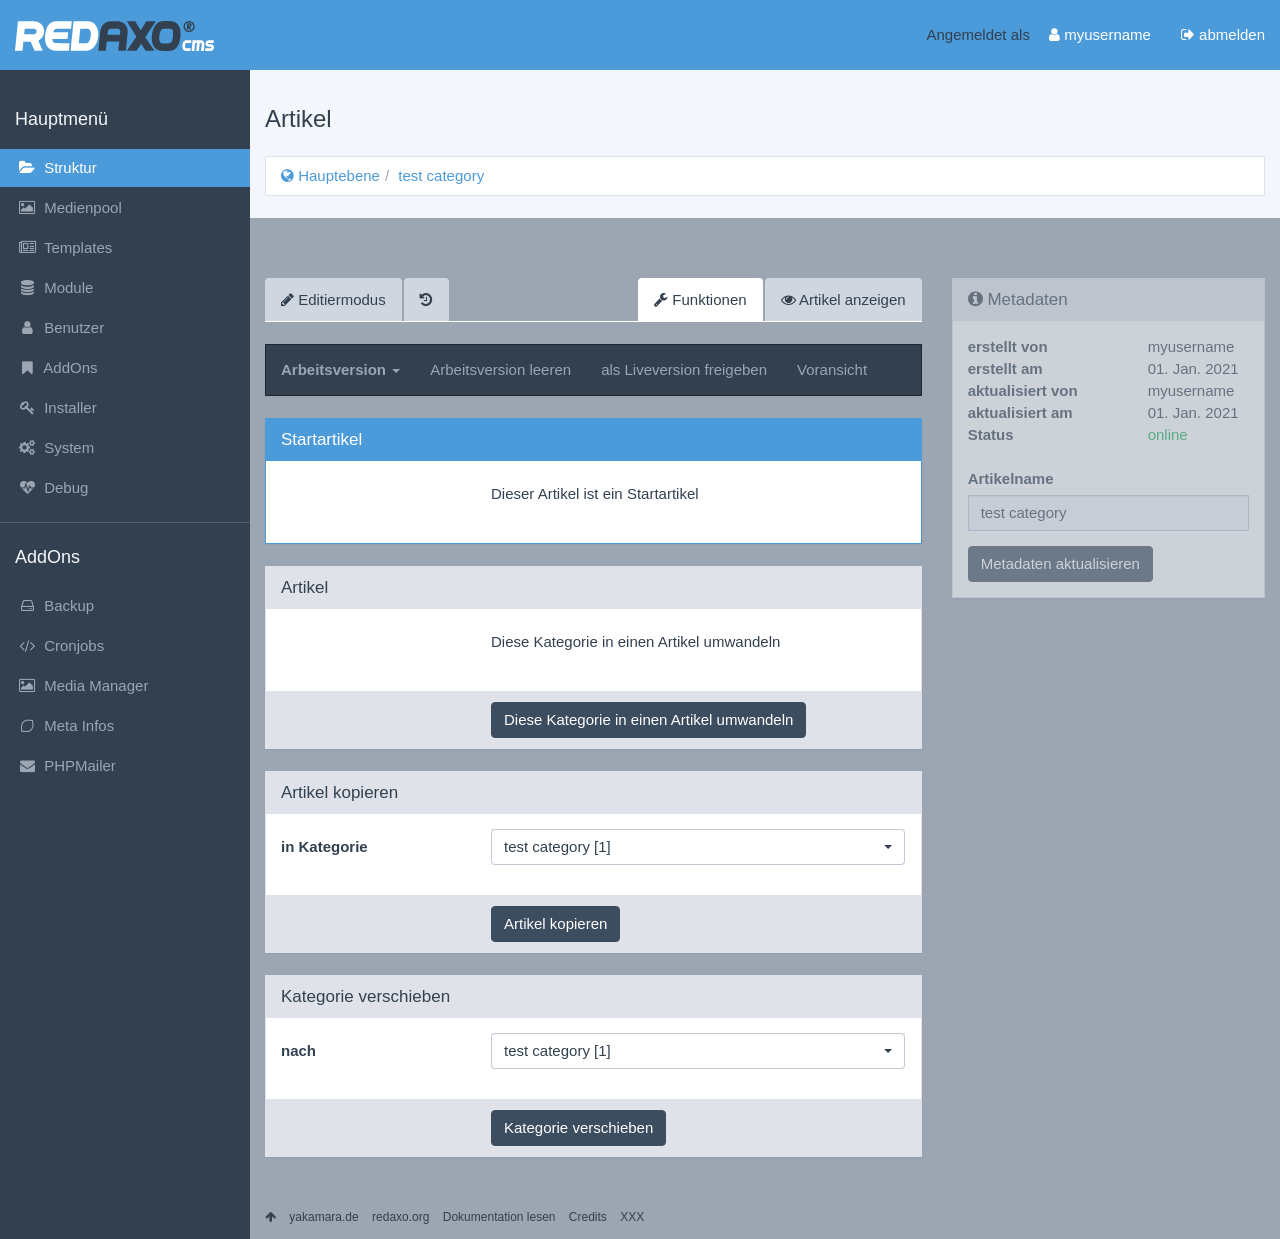 REDAXO® cms
Angemeldet als myusername abmelden
Hauptmenü
Struktur
Medienpool
Templates
Module
Benutzer
AddOns
Installer
System
Debug
AddOns
Backup
Cronjobs
Media Manager
Meta Infos
PHPMailer
Artikel
Hauptebene / test category
Editiermodus
Funktionen
Artikel anzeigen
Arbeitsversion Arbeitsversion leeren als Liveversion freigeben Voransicht
Startartikel
Dieser Artikel ist ein Startartikel
Artikel
Diese Kategorie in einen Artikel umwandeln
Diese Kategorie in einen Artikel umwandeln
Artikel kopieren
in Kategorie test category [1]
Artikel kopieren
Kategorie verschieben
nach test category [1]
Kategorie verschieben
Metadaten
erstellt von myusername
erstellt am 01. Jan. 2021
aktualisiert von myusername
aktualisiert am 01. Jan. 2021
Status online
Artikelname
test category
Metadaten aktualisieren
yakamara.de redaxo.org Dokumentation lesen Credits XXX